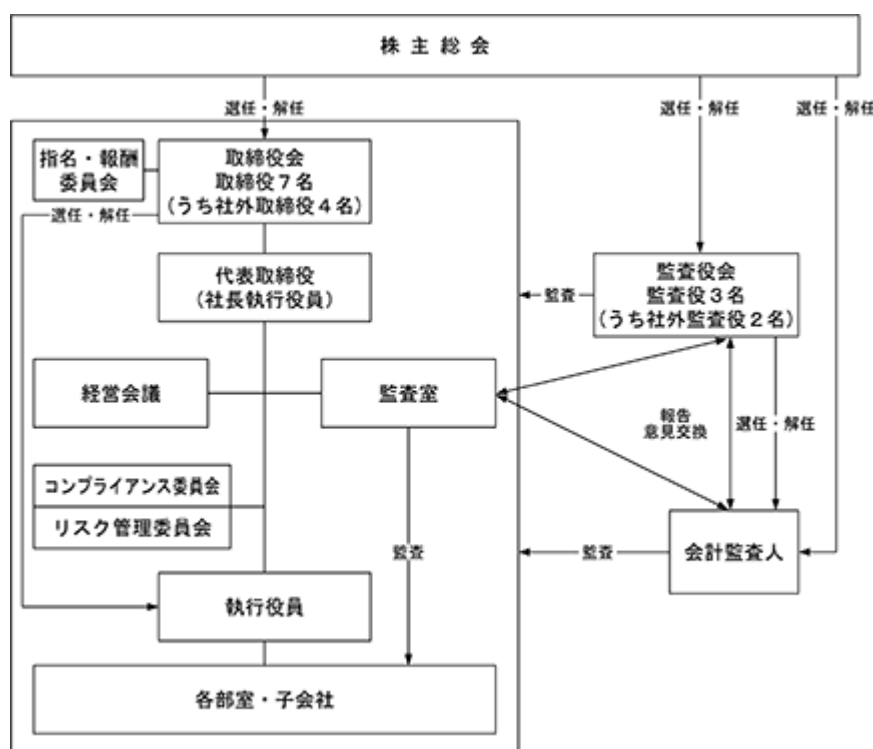 株主総会
選任・解任
選任・解任
選任・解任
指名・報酬
委員会
取締役会
取締役7名
(うち社外取締役4名)
選任・解任
代表取締役
(社長執行役員)
監査役会
監査役3名
(うち社外監査役2名)
監査
経営会議
監査室
報告
意見交換
選任・解任
コンプライアンス委員会
リスク管理委員会
監査
監査
会計監査人
執行役員
各部室・子会社